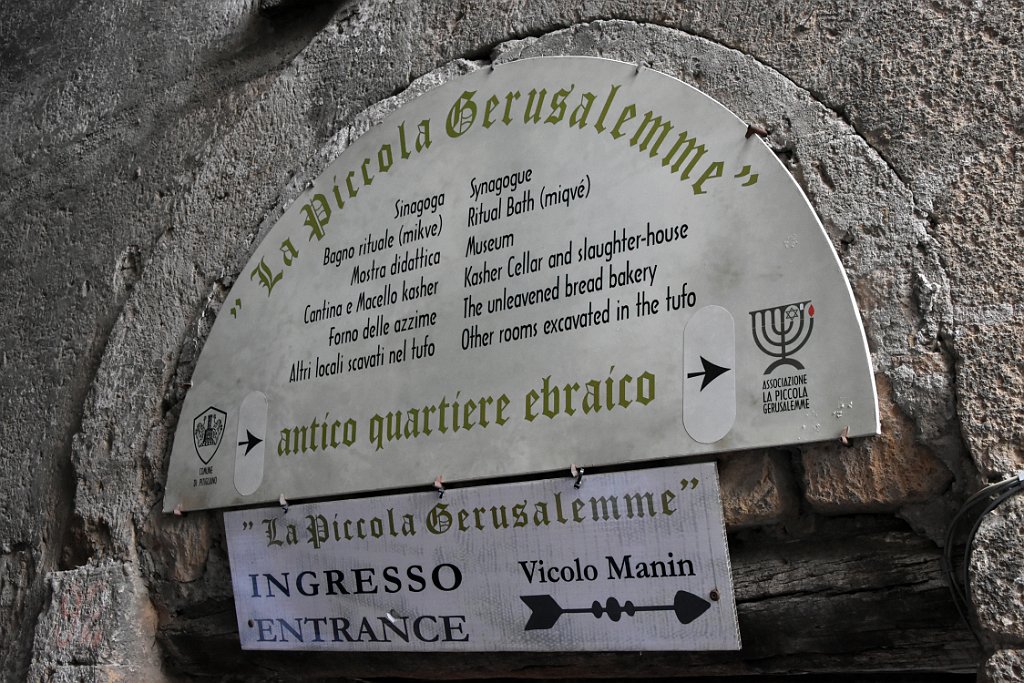 " La Piccola Gerusalemme "
Sinagoga
Bagno rituale (mikve)
Mostra didattica
Cantina e Macello kasher
Forno delle azzime
Altri locali scavati nel tufo
Synagogue
Ritual Bath (miqvé)
Museum
Kasher Cellar and slaughter-house
The unleavened bread bakery
Other rooms excavated in the tufo
antico quartiere ebraico
COMUNE
DI PITIGLIANO
ASSOCIAZIONE
LA PICCOLA
GERUSALEMME
" La Piccola Gerusalemme "
INGRESSO
ENTRANCE
Vicolo Manin